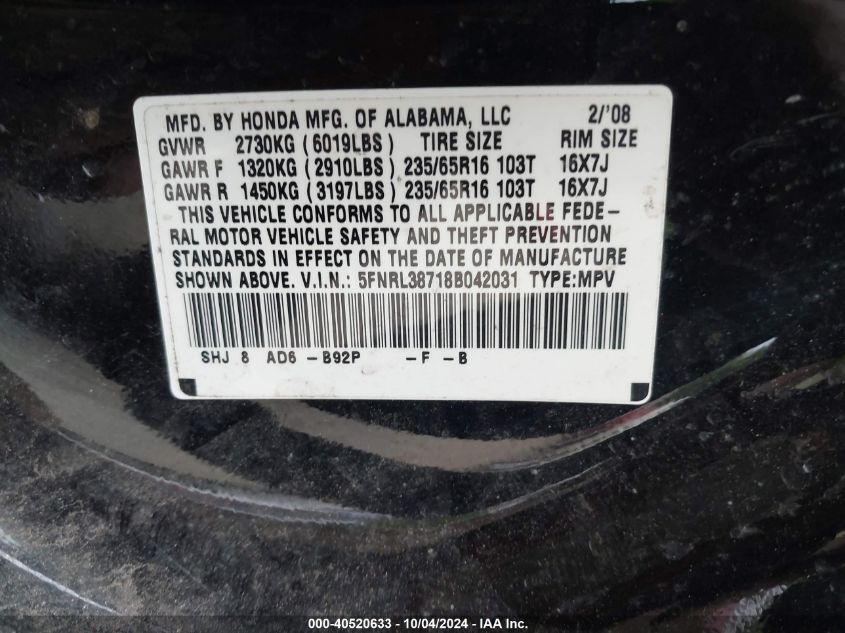 MFD. BY HONDA MFG. OF ALABAMA, LLC 2/'08
GVWR 2730KG (6019LBS) TIRE SIZE RIM SIZE
GAWR F 1320KG (2910LBS) 235/65R16 103T 16X7J
GAWR R 1450KG (3197LBS) 235/65R16 103T 16X7J
THIS VEHICLE CONFORMS TO ALL APPLICABLE FEDE-
RAL MOTOR VEHICLE SAFETY AND THEFT PREVENTION
STANDARDS IN EFFECT ON THE DATE OF MANUFACTURE
SHOWN ABOVE. V.I.N.: 5FNRL38718B042031 TYPE:MPV
SHJ 8 AD6 -B92P -F -B
000-40520633 - 10/04/2024 - IAA Inc.